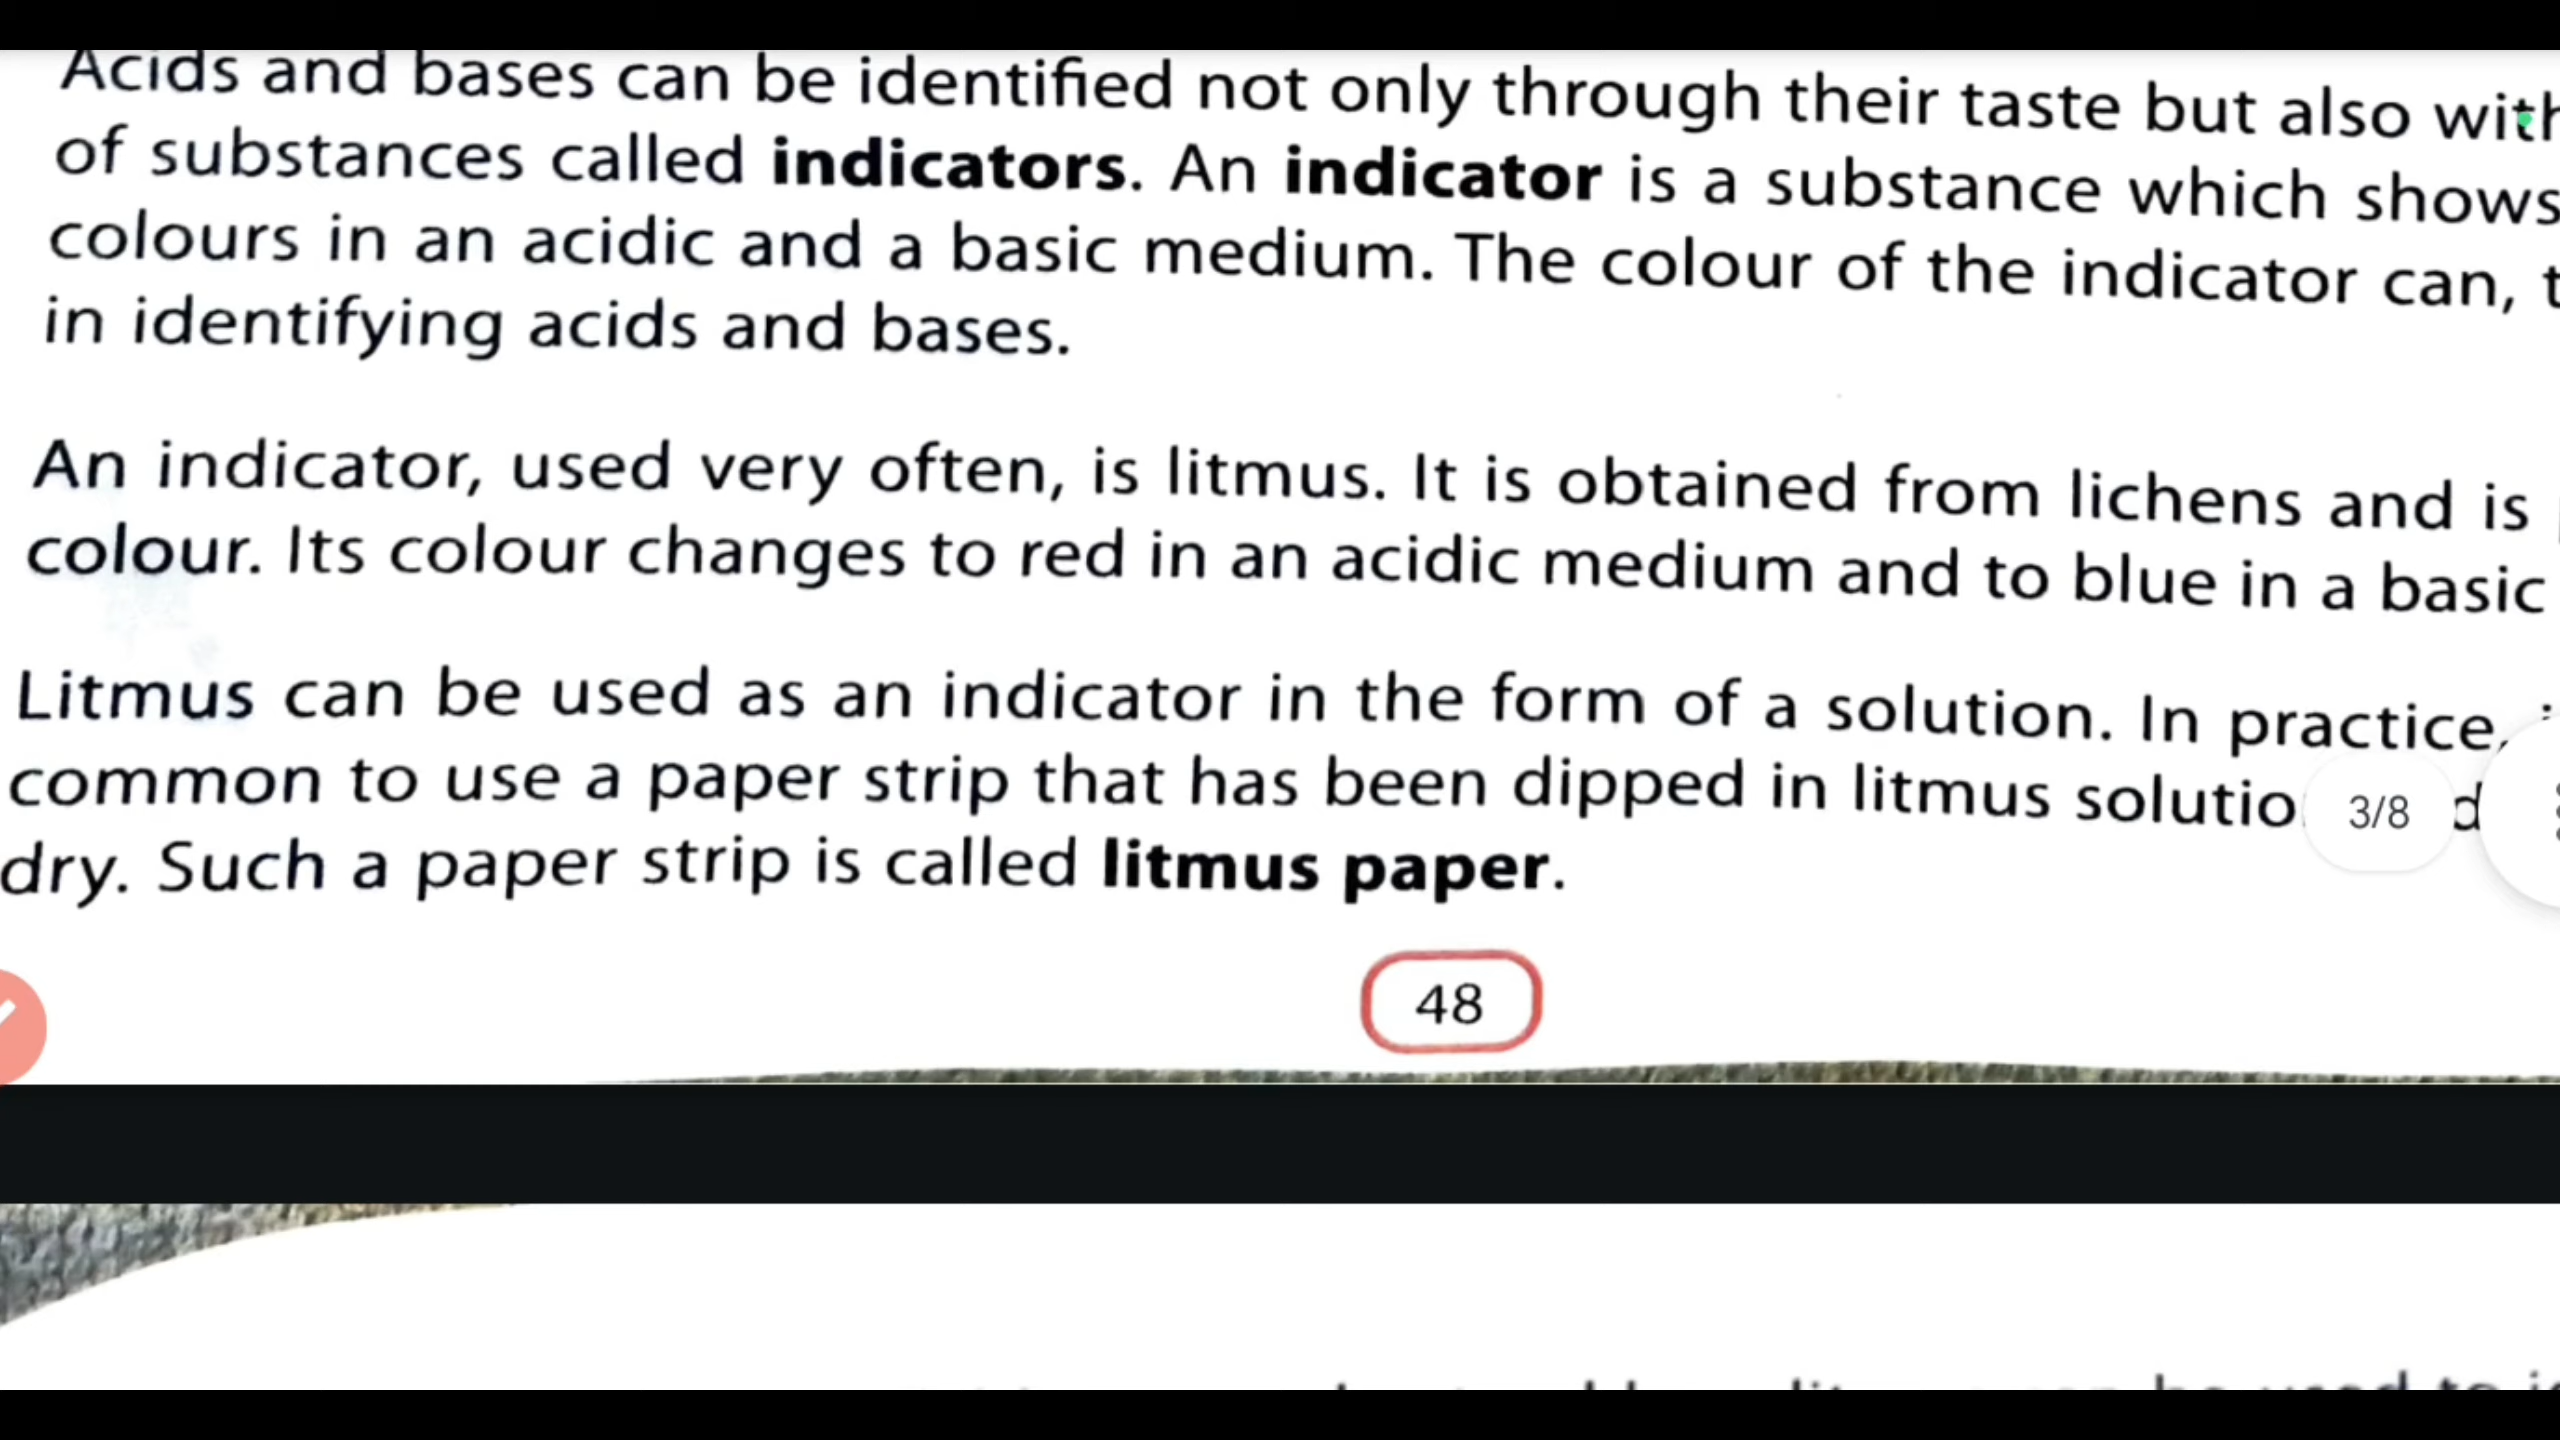 Acids and bases can be identified not only through their taste but also with
of substances called indicators. An indicator is a substance which shows
colours in an acidic and a basic medium. The colour of the indicator can,
in identifying acids and bases.
An indicator, used very often, is litmus. It is obtained from lichens and is
colour. Its colour changes to red in an acidic medium and to blue in a basic
Litmus can be used as an indicator in the form of a solution. In practice,
common to use a paper strip that has been dipped in litmus solutio
3/8
dry. Such a paper strip is called litmus paper.
48